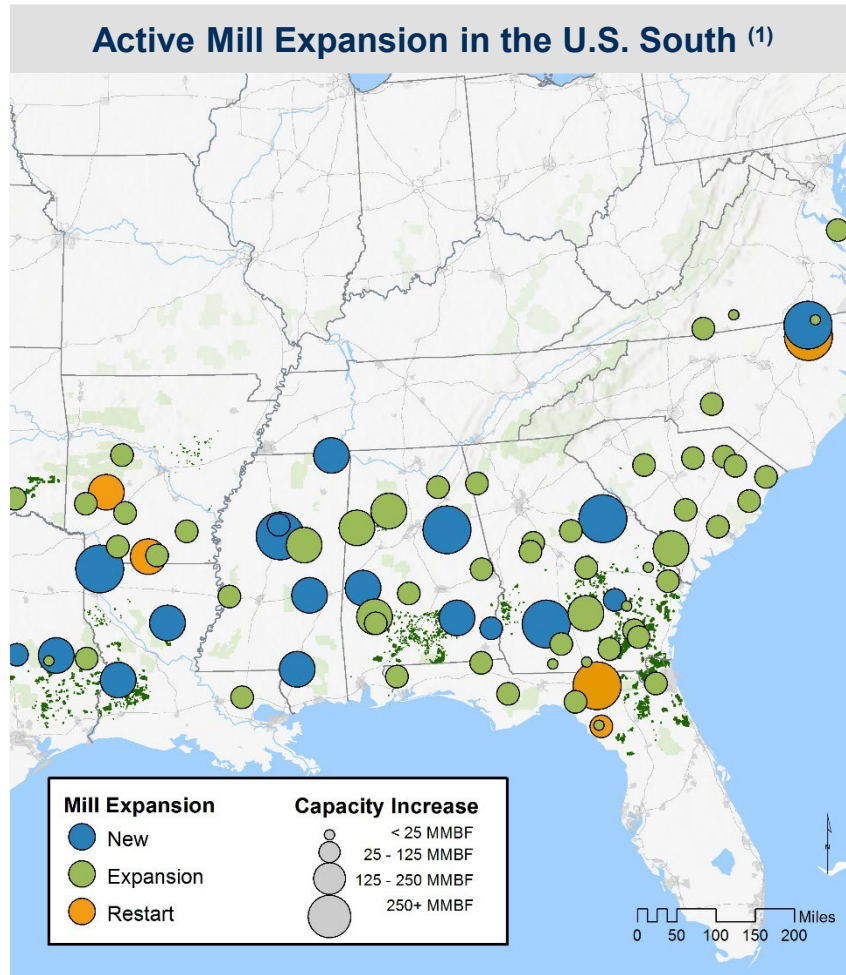 Active Mill Expansion in the U.S. South (1)
Mill Expansion
New
Expansion
Restart
Capacity Increase
< 25 MMBF
25 - 125 MMBF
125 - 250 MMBF
250+ MMBF
N
Miles
0 50 100 150 200